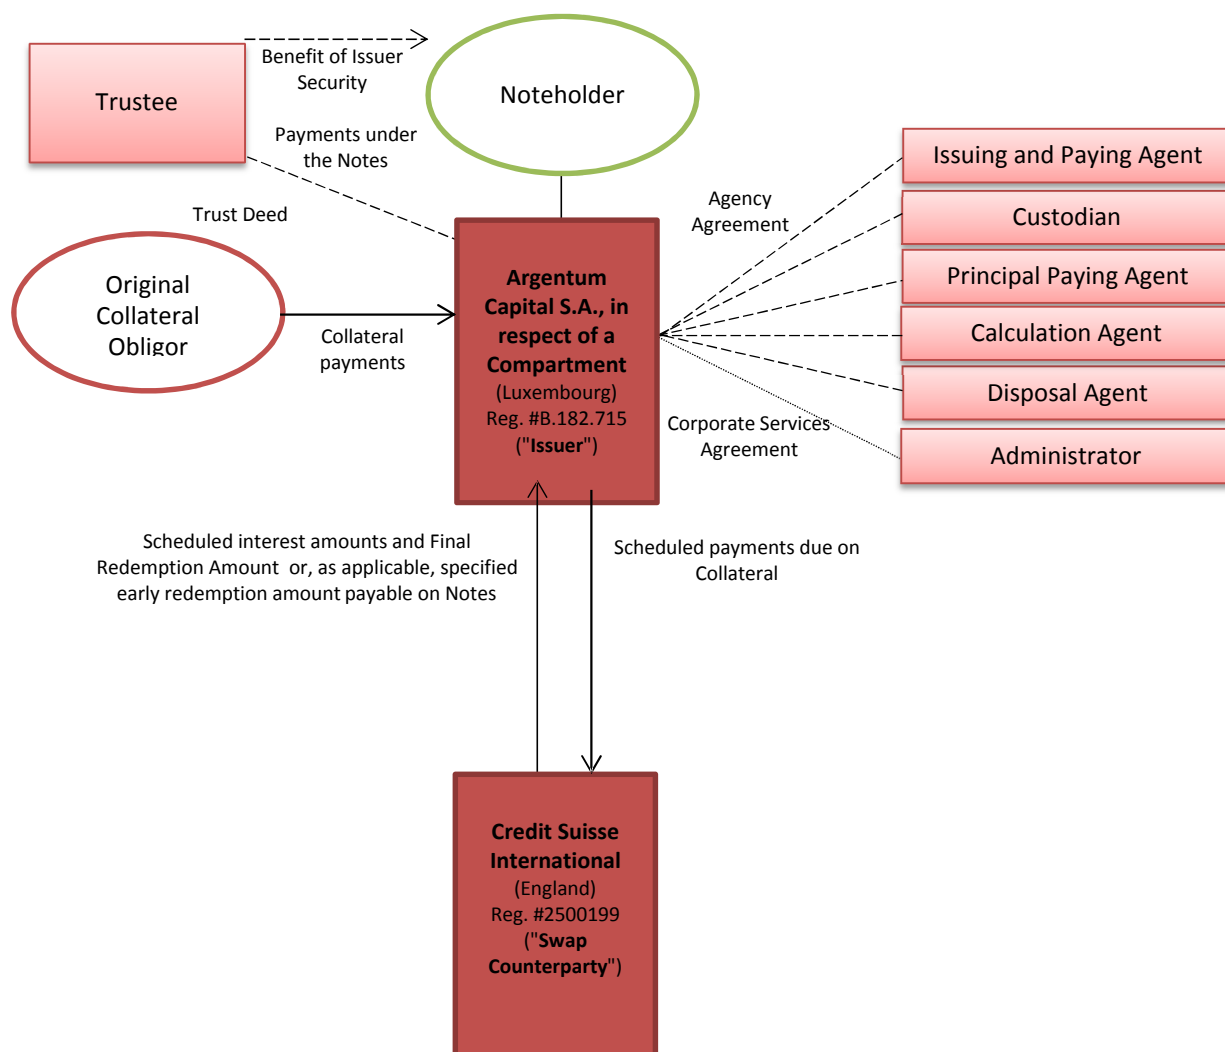 Trustee
Benefit of Issuer
Security
Noteholder
Payments under
the Notes
Trust Deed
Original
Collateral
Obligor
Collateral
payments
Argentum
Capital S.A., in
respect of a
Compartment
(Luxembourg)
Reg. #B.182.715
("Issuer")
Agency
Agreement
Corporate Services
Agreement
Issuing and Paying Agent
Custodian
Principal Paying Agent
Calculation Agent
Disposal Agent
Administrator
Scheduled interest amounts and Final
Redemption Amount or, as applicable, specified
early redemption amount payable on Notes
Scheduled payments due on
Collateral
Credit Suisse
International
(England)
Reg. #2500199
("Swap
Counterparty")